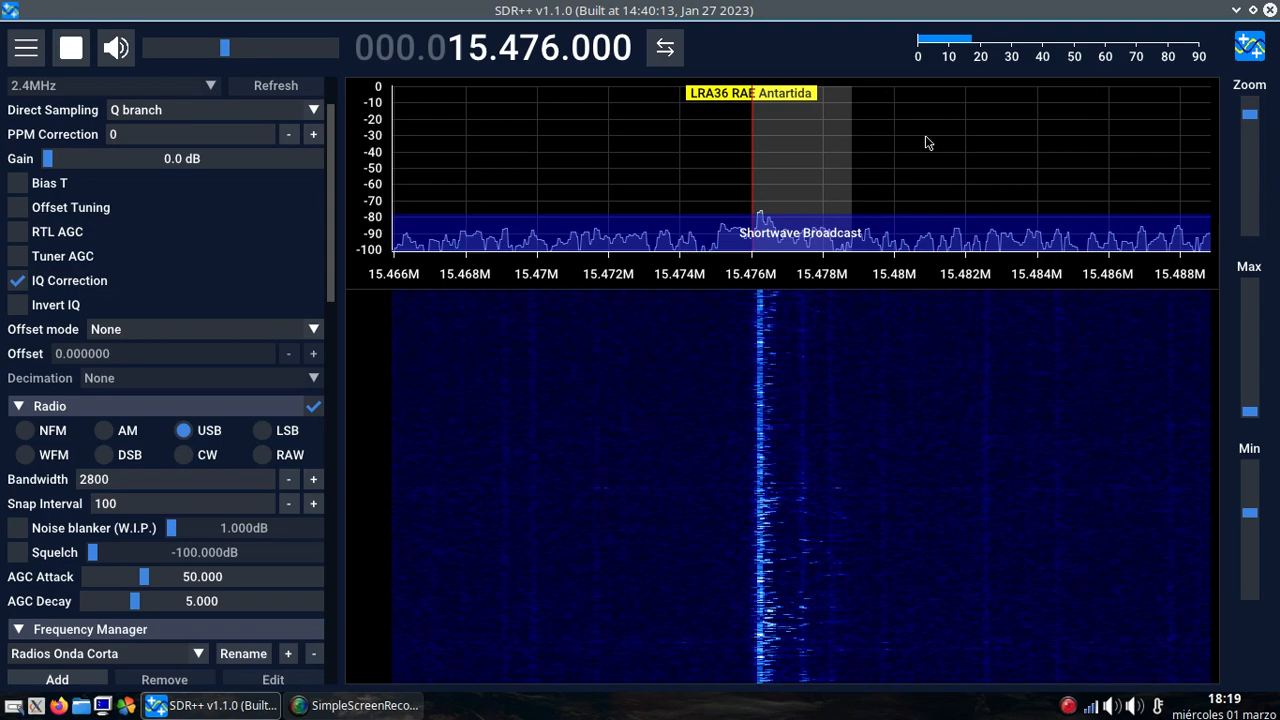 SDR++ v1.1.0 (Built at 14:40:13, Jan 27 2023)
000.015.476.000
0 10 20 30 40 50 60 70 80 90
2.4MHz Refresh
Direct Sampling Q branch
PPM Correction 0 - +
Gain 0.0 dB
Bias T
Offset Tuning
RTL AGC
Tuner AGC
IQ Correction
Invert IQ
Offset mode None
Offset 0.000000 - +
Decimation None
Radio
NFM AM USB LSB
WFM DSB CW RAW
Bandwidth 2800 - +
Snap Interval 100 - +
Noise blanker (W.I.P.) 1.000dB
Squelch -100.000dB
AGC Attack 50.000
AGC Decay 5.000
Frequency manager
Radios Onda Corta Rename + -
Add Remove Edit
LRA36 RAE Antartida
0
-10
-20
-30
-40
-50
-60
-70
-80
-90
-100
Shortwave Broadcast
15.466M 15.468M 15.47M 15.472M 15.474M 15.476M 15.478M 15.48M 15.482M 15.484M 15.486M 15.488M
Zoom
Max
Min
SDR++ v1.1.0 (Built...
SimpleScreenReco...
18:19
miércoles 01 marzo